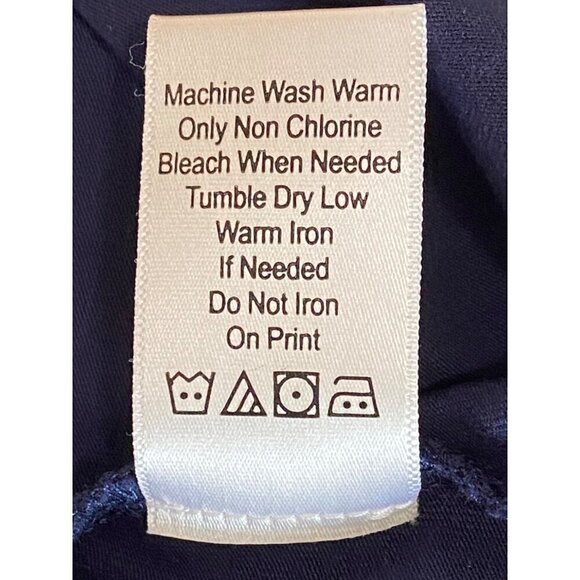 Machine Wash Warm
Only Non Chlorine
Bleach When Needed
Tumble Dry Low
Warm Iron
If Needed
Do Not Iron
On Print